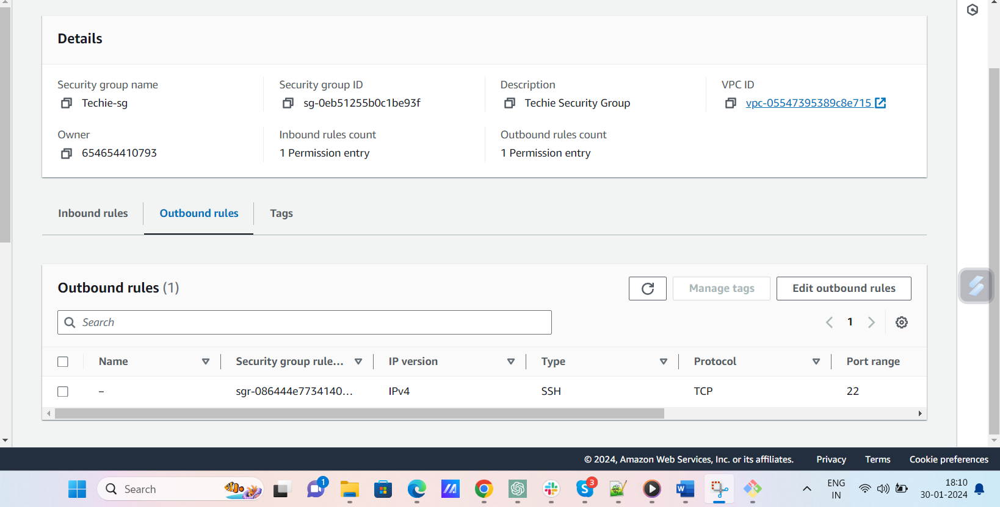 Details
Security group name
Techie-sg
Security group ID
sg-0eb51255b0c1be93f
Description
Techie Security Group
VPC ID
vpc-05547395389c8e715
Owner
654654410793
Inbound rules count
1 Permission entry
Outbound rules count
1 Permission entry
Inbound rules
Outbound rules
Tags
Outbound rules (1)
Manage tags
Edit outbound rules
Search
1
Name
Security group rule...
IP version
Type
Protocol
Port range
–
sgr-086444e7734140...
IPv4
SSH
TCP
22
© 2024, Amazon Web Services, Inc. or its affiliates.
Privacy
Terms
Cookie preferences
Search
1
3
ENG
IN
18:10
30-01-2024